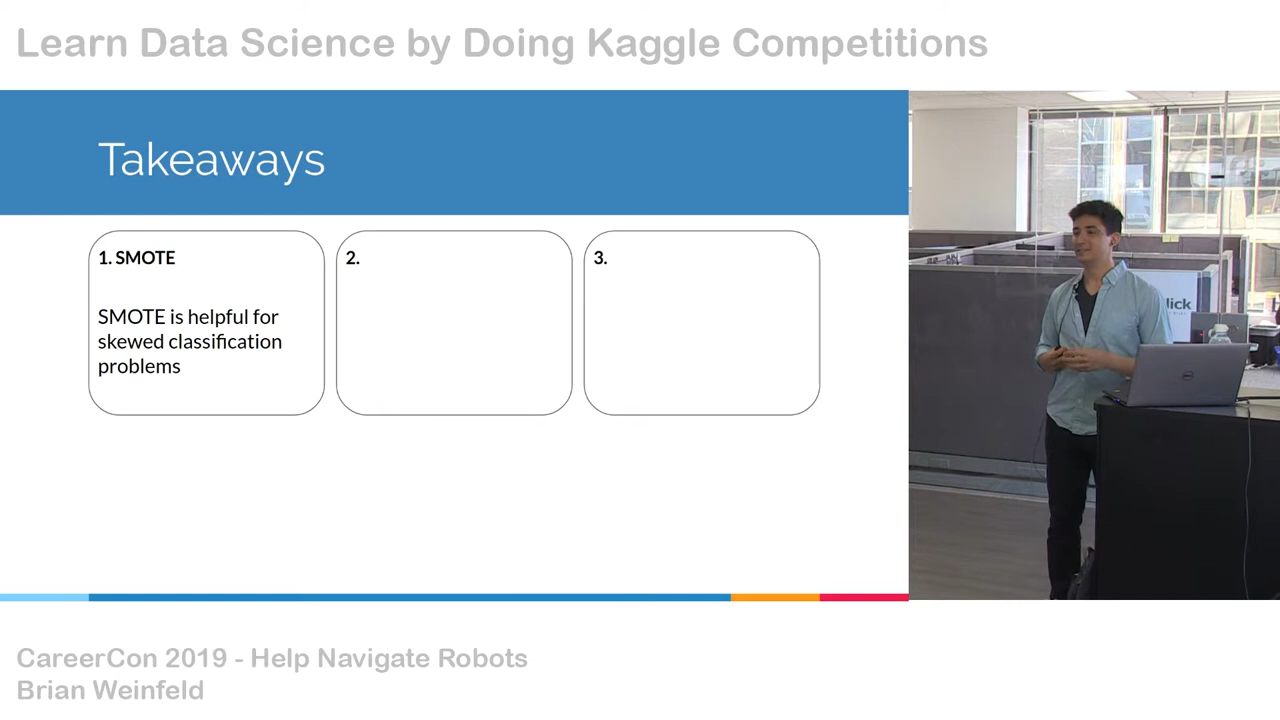 Learn Data Science by Doing Kaggle Competitions
Takeaways
1. SMOTE
SMOTE is helpful for
skewed classification
problems
2.
3.
CareerCon 2019 - Help Navigate Robots
Brian Weinfeld